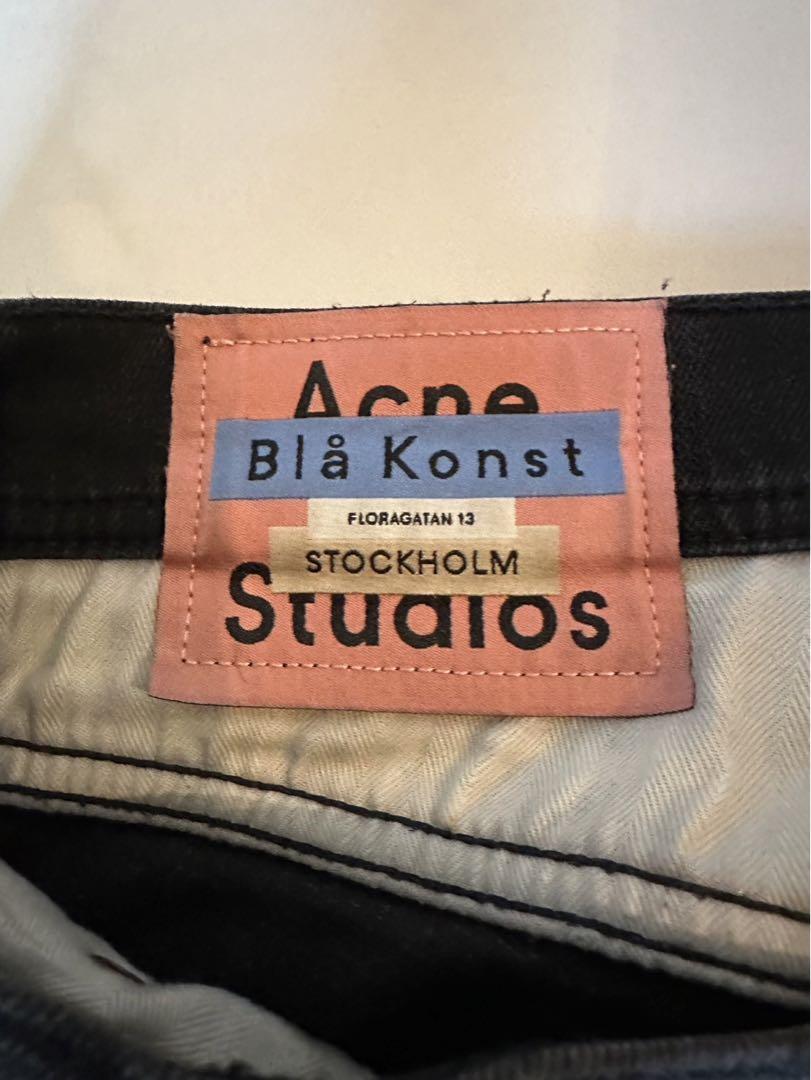 Acne
Blå Konst
FLORAGATAN 13
STOCKHOLM
Studios